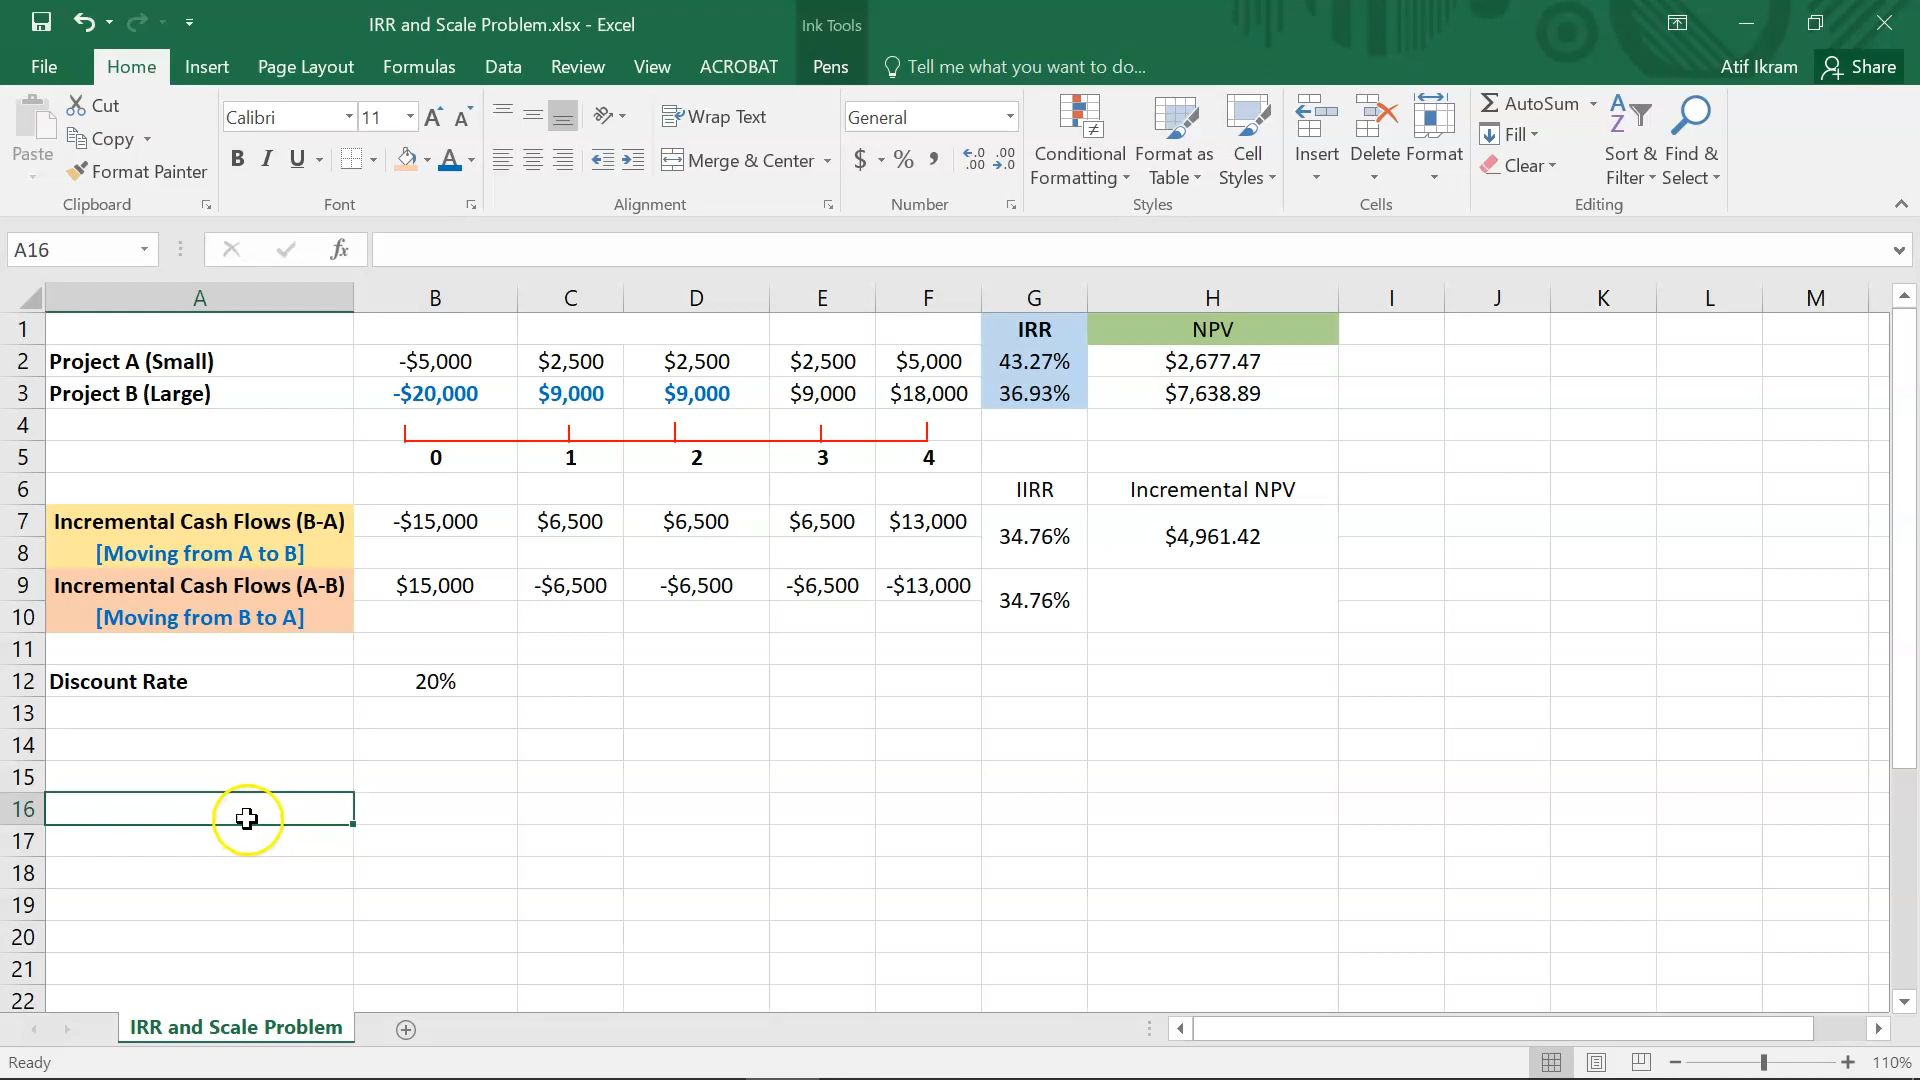 IRR and Scale Problem.xlsx - Excel
Ink Tools
File Home Insert Page Layout Formulas Data Review View ACROBAT Pens Tell me what you want to do... Atif Ikram Share
Paste
Cut
Copy
Format Painter
Clipboard
Calibri 11 A A
B I U A
Font
Wrap Text
Merge & Center
Alignment
General
$ % , .0 .00 .00 .0
Number
Conditional Formatting
Format as Table
Cell Styles
Styles
Insert Delete Format
Cells
AutoSum
Fill
Clear
Sort & Filter
Find & Select
Editing
A16 fx
A B C D E F G H I J K L M
1 IRR NPV
2 Project A (Small) -$5,000 $2,500 $2,500 $2,500 $5,000 43.27% $2,677.47
3 Project B (Large) -$20,000 $9,000 $9,000 $9,000 $18,000 36.93% $7,638.89
4
5 0 1 2 3 4
6 IIRR Incremental NPV
7 Incremental Cash Flows (B-A) -$15,000 $6,500 $6,500 $6,500 $13,000 34.76% $4,961.42
8 [Moving from A to B]
9 Incremental Cash Flows (A-B) $15,000 -$6,500 -$6,500 -$6,500 -$13,000 34.76%
10 [Moving from B to A]
11
12 Discount Rate 20%
13
14
15
16
17
18
19
20
21
22
IRR and Scale Problem
Ready 110%